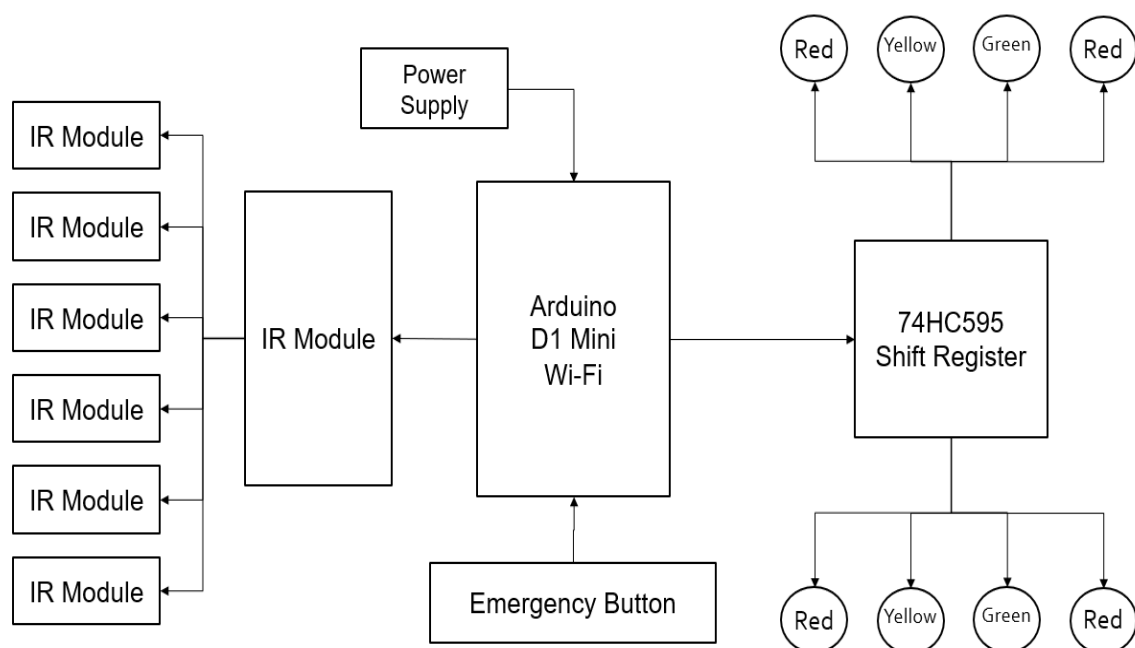 Red
Yellow
Green
Red
Power
Supply
IR Module
IR Module
IR Module
IR Module
IR Module
IR Module
IR Module
Arduino
D1 Mini
Wi-Fi
74HC595
Shift Register
Emergency Button
Red
Yellow
Green
Red